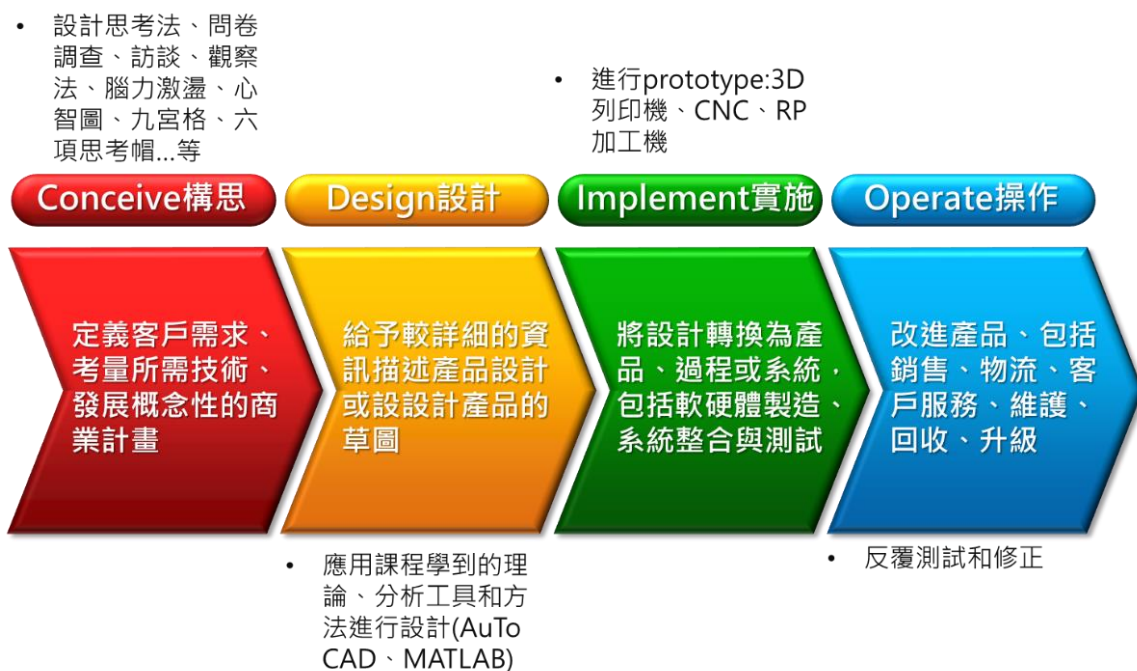 • 設計思考法、問卷
調查、訪談、觀察
法、腦力激盪、心
智圖、九宮格、六
項思考帽...等
• 進行prototype:3D
列印機、CNC、RP
加工機
Conceive構思
Design設計
Implement實施
Operate操作
定義客戶需求、
考量所需技術、
發展概念性的商
業計畫
給予較詳細的資
訊描述產品設計
或設設計產品的
草圖
將設計轉換為產
品、過程或系統，
包括軟硬體製造、
系統整合與測試
改進產品、包括
銷售、物流、客
戶服務、維護、
回收、升級
• 應用課程學到的理
論、分析工具和方
法進行設計(AuTo
CAD、MATLAB)
• 反覆測試和修正